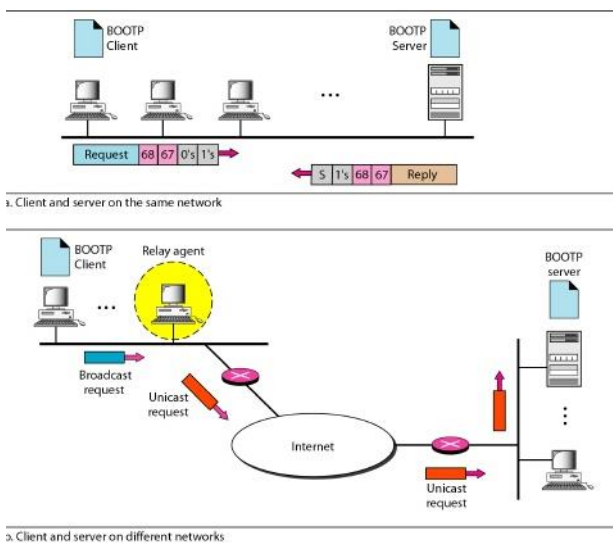 BOOTP
Client
BOOTP
Server
...
Request 68 67 0's 1's
S 1's 68 67 Reply
a. Client and server on the same network
BOOTP
Client
Relay agent
BOOTP
server
...
Broadcast
request
Unicast
request
Internet
...
Unicast
request
b. Client and server on different networks